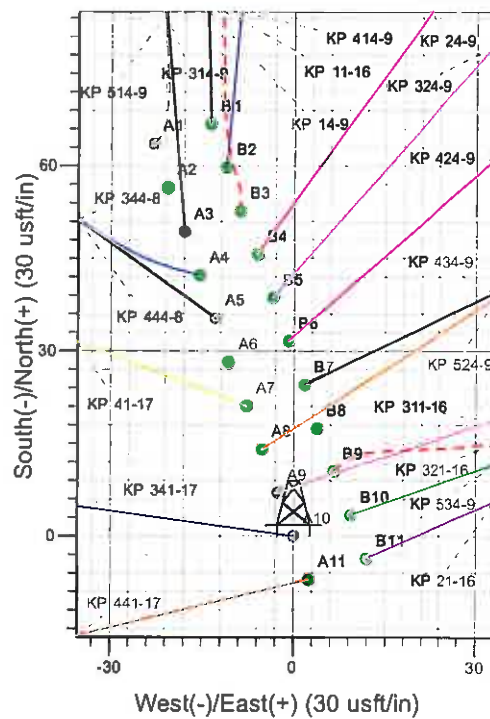 KP 414-9
KP 24-9
KP 314-9
KP 11-16
KP 324-9
KP 514-9
B1
KP 14-9
A1
B2
KP 424-9
60
A2
B3
KP 344-8
A3
B4
A4
B5
KP 434-9
KP 444-8
A5
B6
30
A6
B7
KP 524-9
KP 41-17
A7
B8
KP 311-16
A8
B9
A9
KP 321-16
KP 341-17
B10
KP 534-9
A10
0
B11
A11
KP 21-16
KP 441-17
-30
0
30
South(-)/North(+) (30 usft/in)
West(-)/East(+) (30 usft/in)